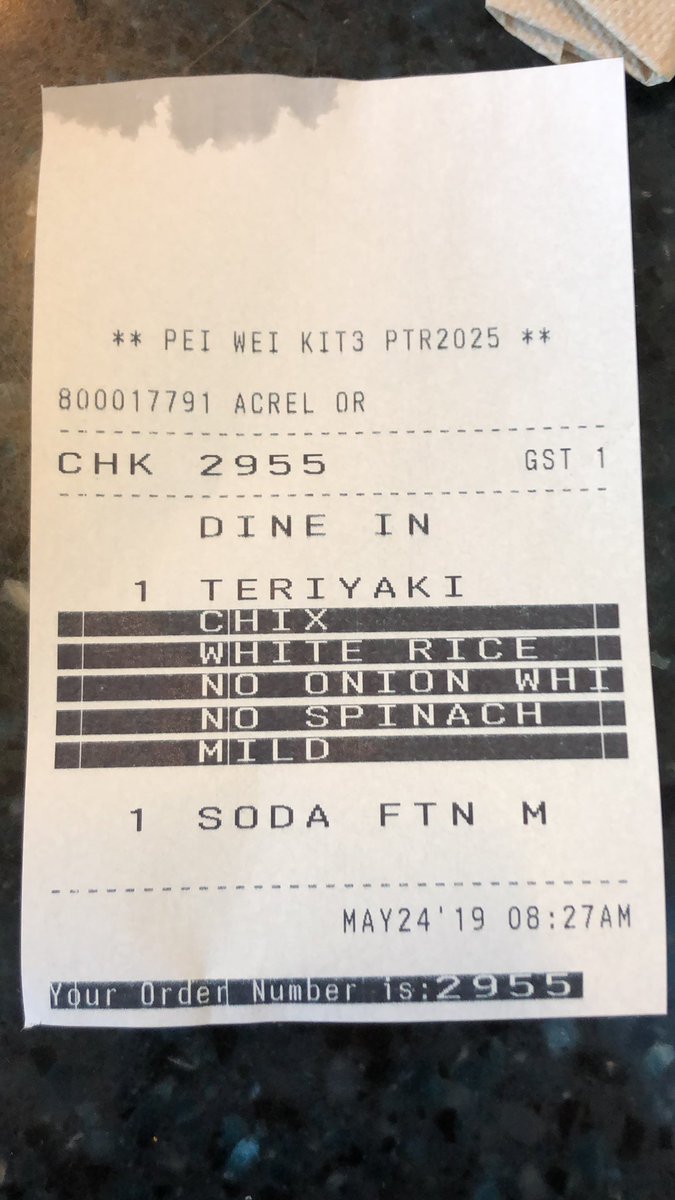 ** PEI WEI KIT3 PTR2025 **
800017791 ACREL OR
CHK 2955 GST 1
DINE IN
1 TERIYAKI
CHIX
WHITE RICE
NO ONION WHI
NO SPINACH
MILD
1 SODA FTN M
MAY24'19 08:27AM
Your Order Number is:2955